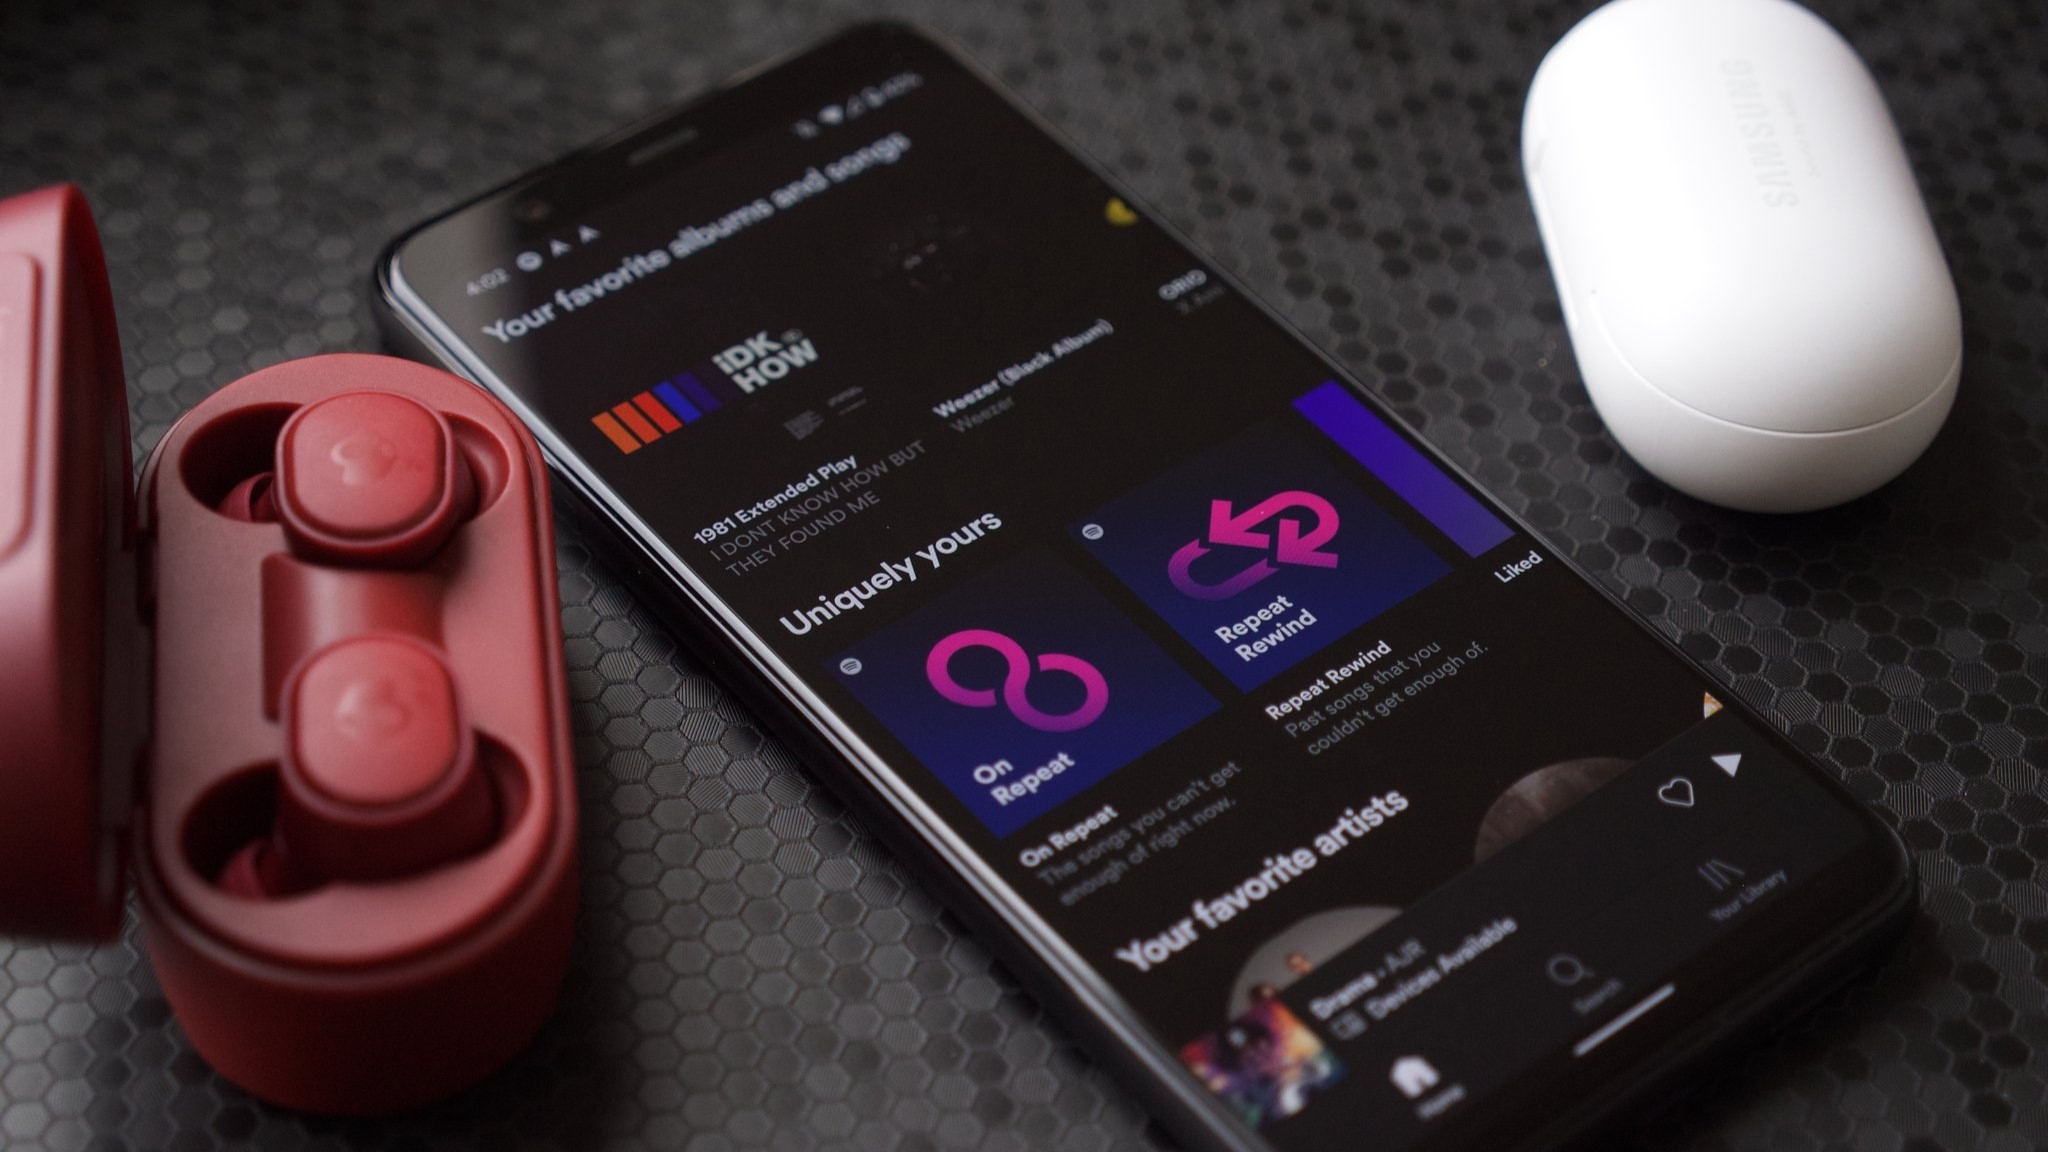 4:02
Your favorite albums and songs
iDK
HOW
1981 Extended Play
I DONT KNOW HOW BUT
THEY FOUND ME
Weezer (Black Album)
Weezer
OHIO
Uniquely yours
On
Repeat
On Repeat
The songs you can't get
enough of right now.
Repeat
Rewind
Repeat Rewind
Past songs that you
couldn't get enough of.
Liked
Your favorite artists
Drama • AJR
Devices Available
Home
Search
Your Library
SAMSUNG